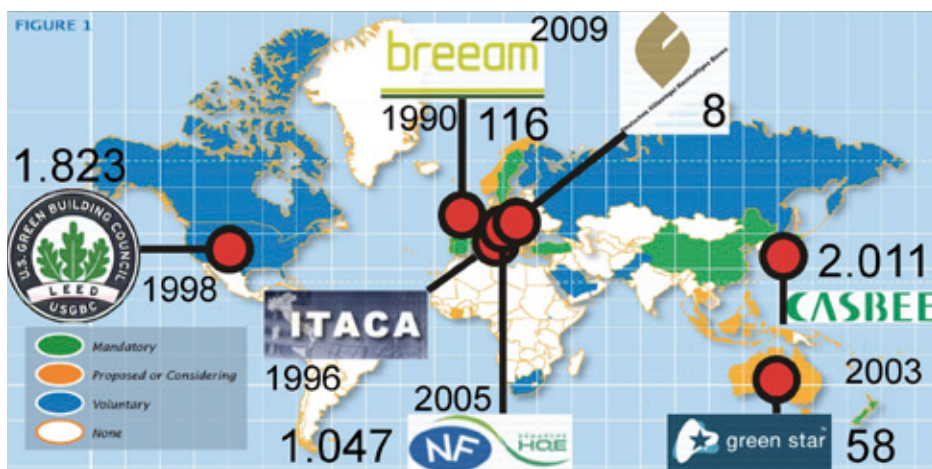 FIGURE 1
breeam
2009
1990
116
8
1.823
U.S. GREEN BUILDING COUNCIL
LEED
USGBC
1998
2.011
CASBEE
ITACA
Mandatory
Proposed or Considering
Voluntary
None
1996
2005
2003
1.047
NF
DÉMARCHE
HQE
green star
58